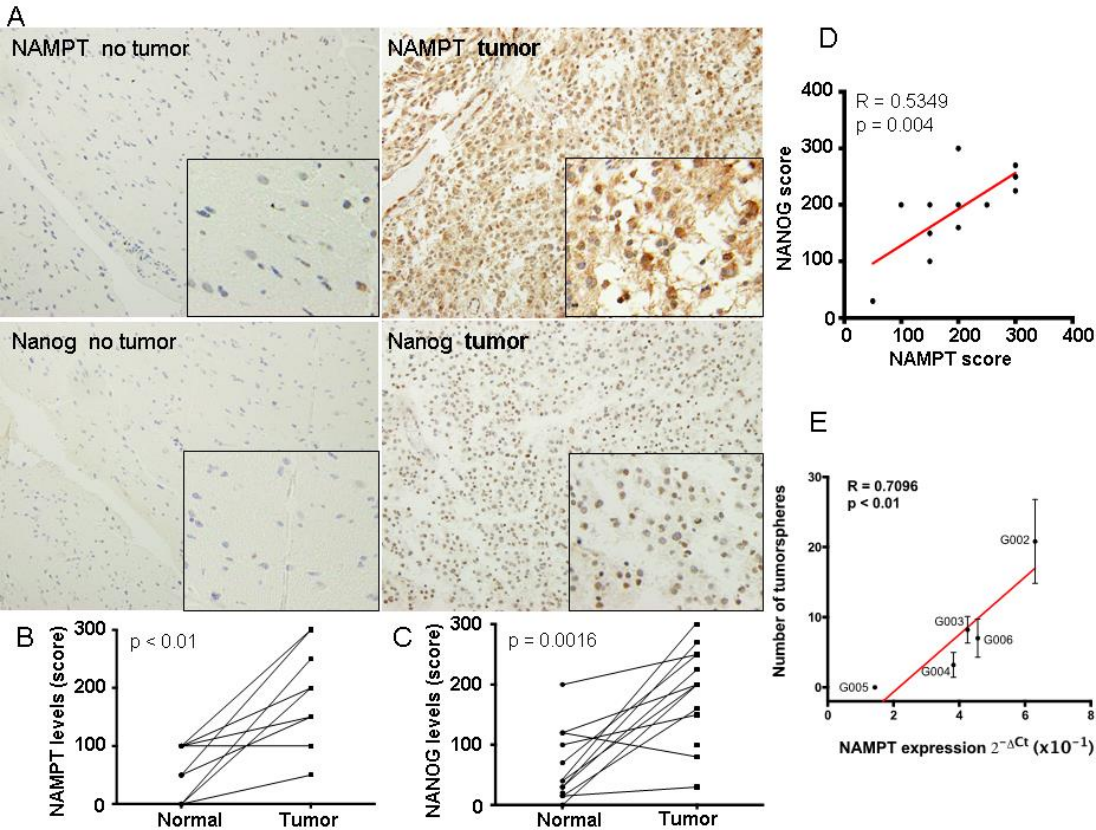 A
NAMPT no tumor
NAMPT tumor
Nanog no tumor
Nanog tumor
B
p < 0.01
NAMPT levels (score)
300
200
100
0
Normal
Tumor
C
p = 0.0016
NANOG levels (score)
300
200
100
0
Normal
Tumor
D
R = 0.5349
p = 0.004
NANOG score
400
300
200
100
0
0
100
200
300
400
NAMPT score
E
R = 0.7096
p < 0.01
Number of tumorspheres
30
20
10
0
G002
G003
G006
G004
G005
0
2
4
6
8
NAMPT expression 2^−ΔCt (x10^−1)